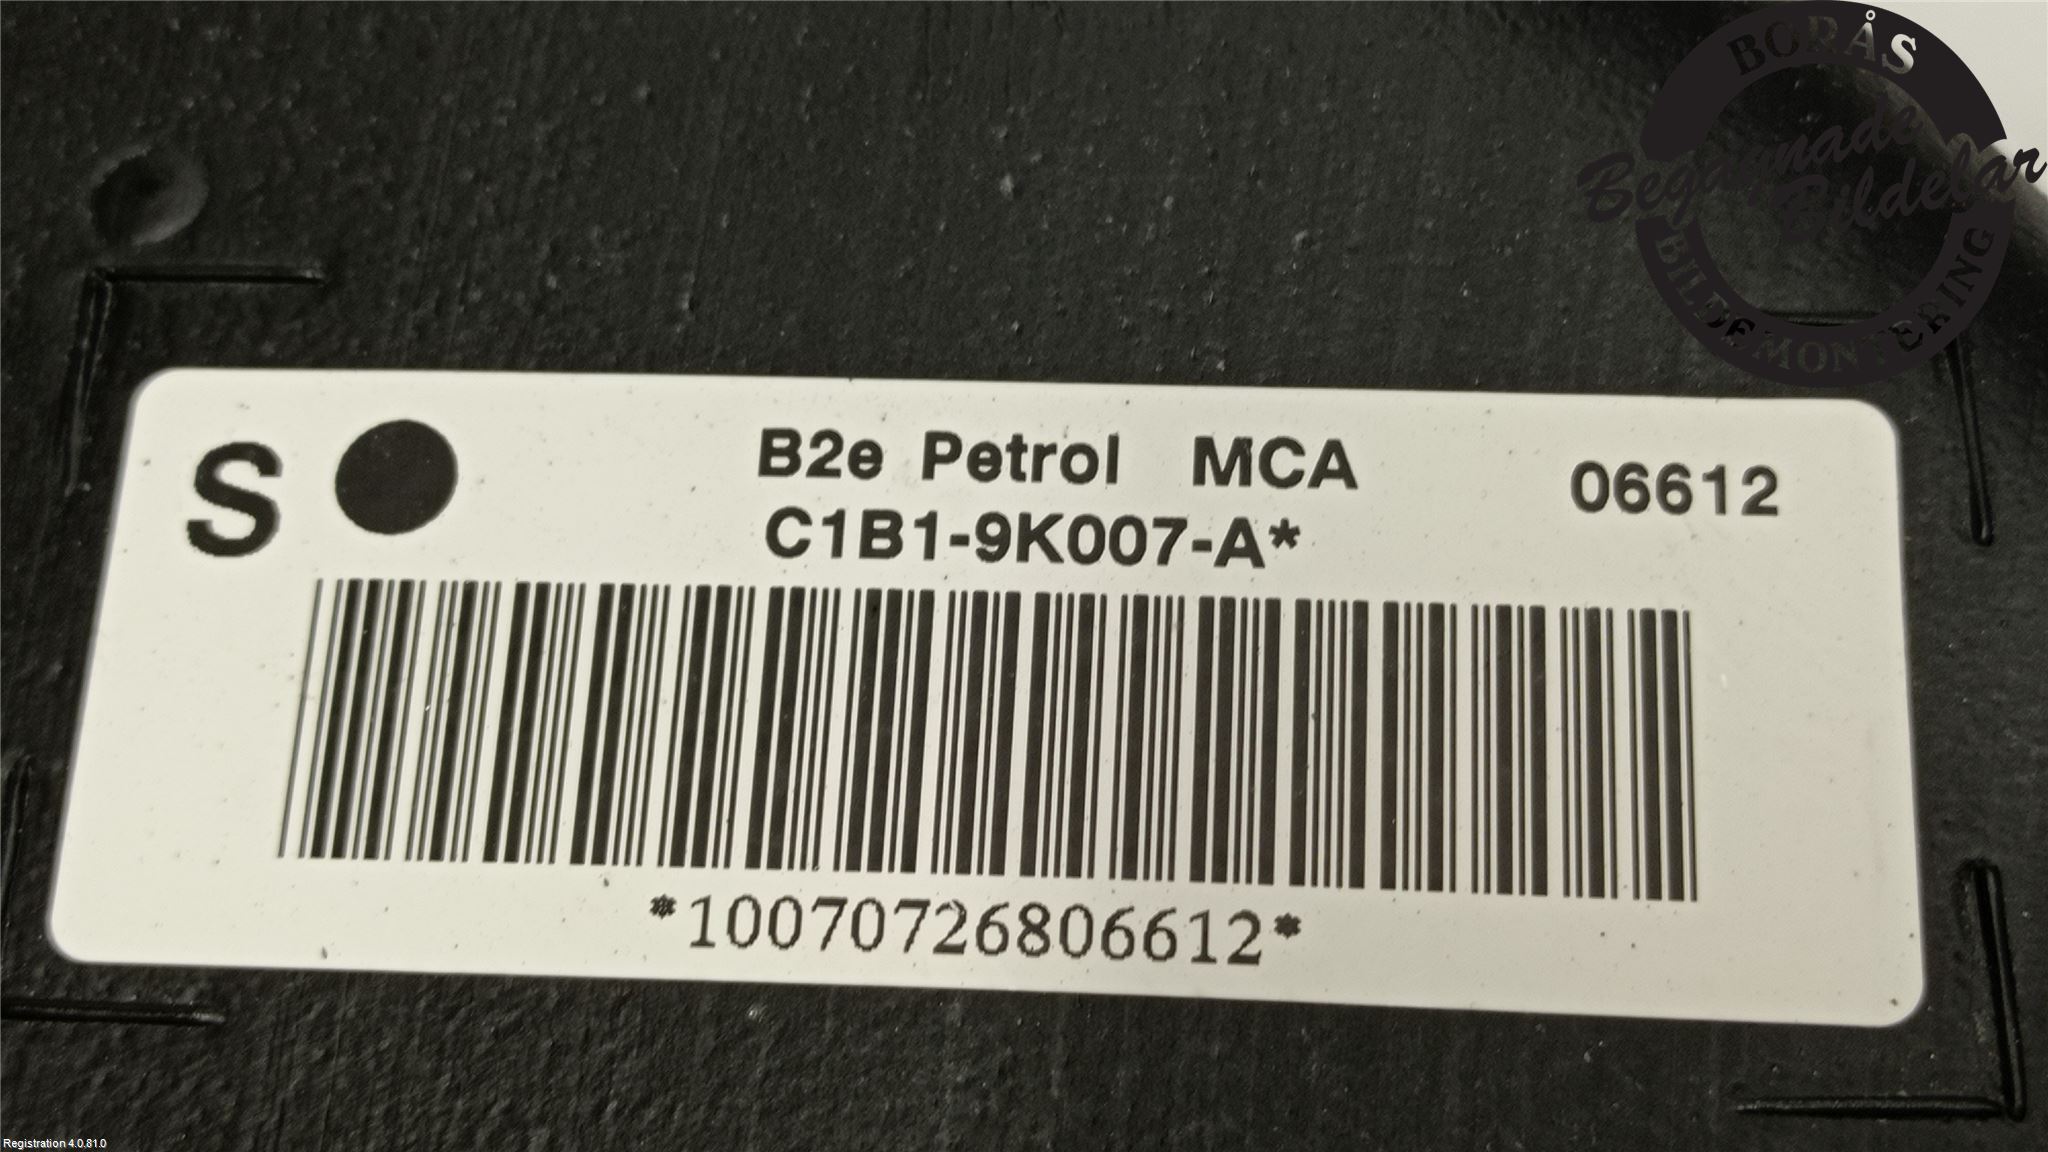 BORÅS
Begagnade
Bildelar
BILDEMONTERING
S
B2e Petrol MCA
06612
C1B1-9K007-A*
*10070726806612*
Registration 4.0.81.0